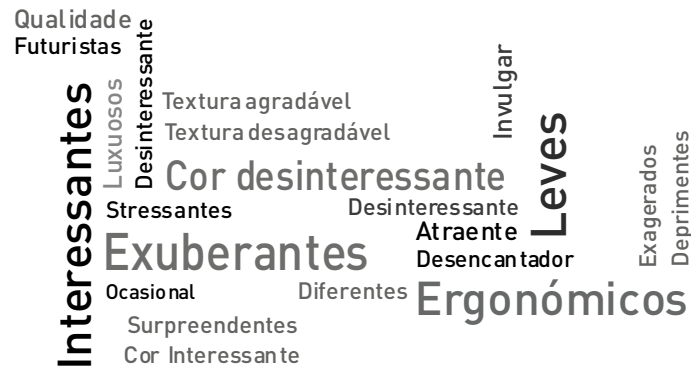 Qualidade
Futuristas
Interessantes
Luxuosos
Desinteressante
Textura agradável
Textura desagradável
Cor desinteressante
Stressantes
Desinteressante
Exuberantes
Atraente
Desencantador
Ocasional
Diferentes
Ergonómicos
Surpreendentes
Cor Interessante
Invulgar
Leves
Exagerados
Deprimentes